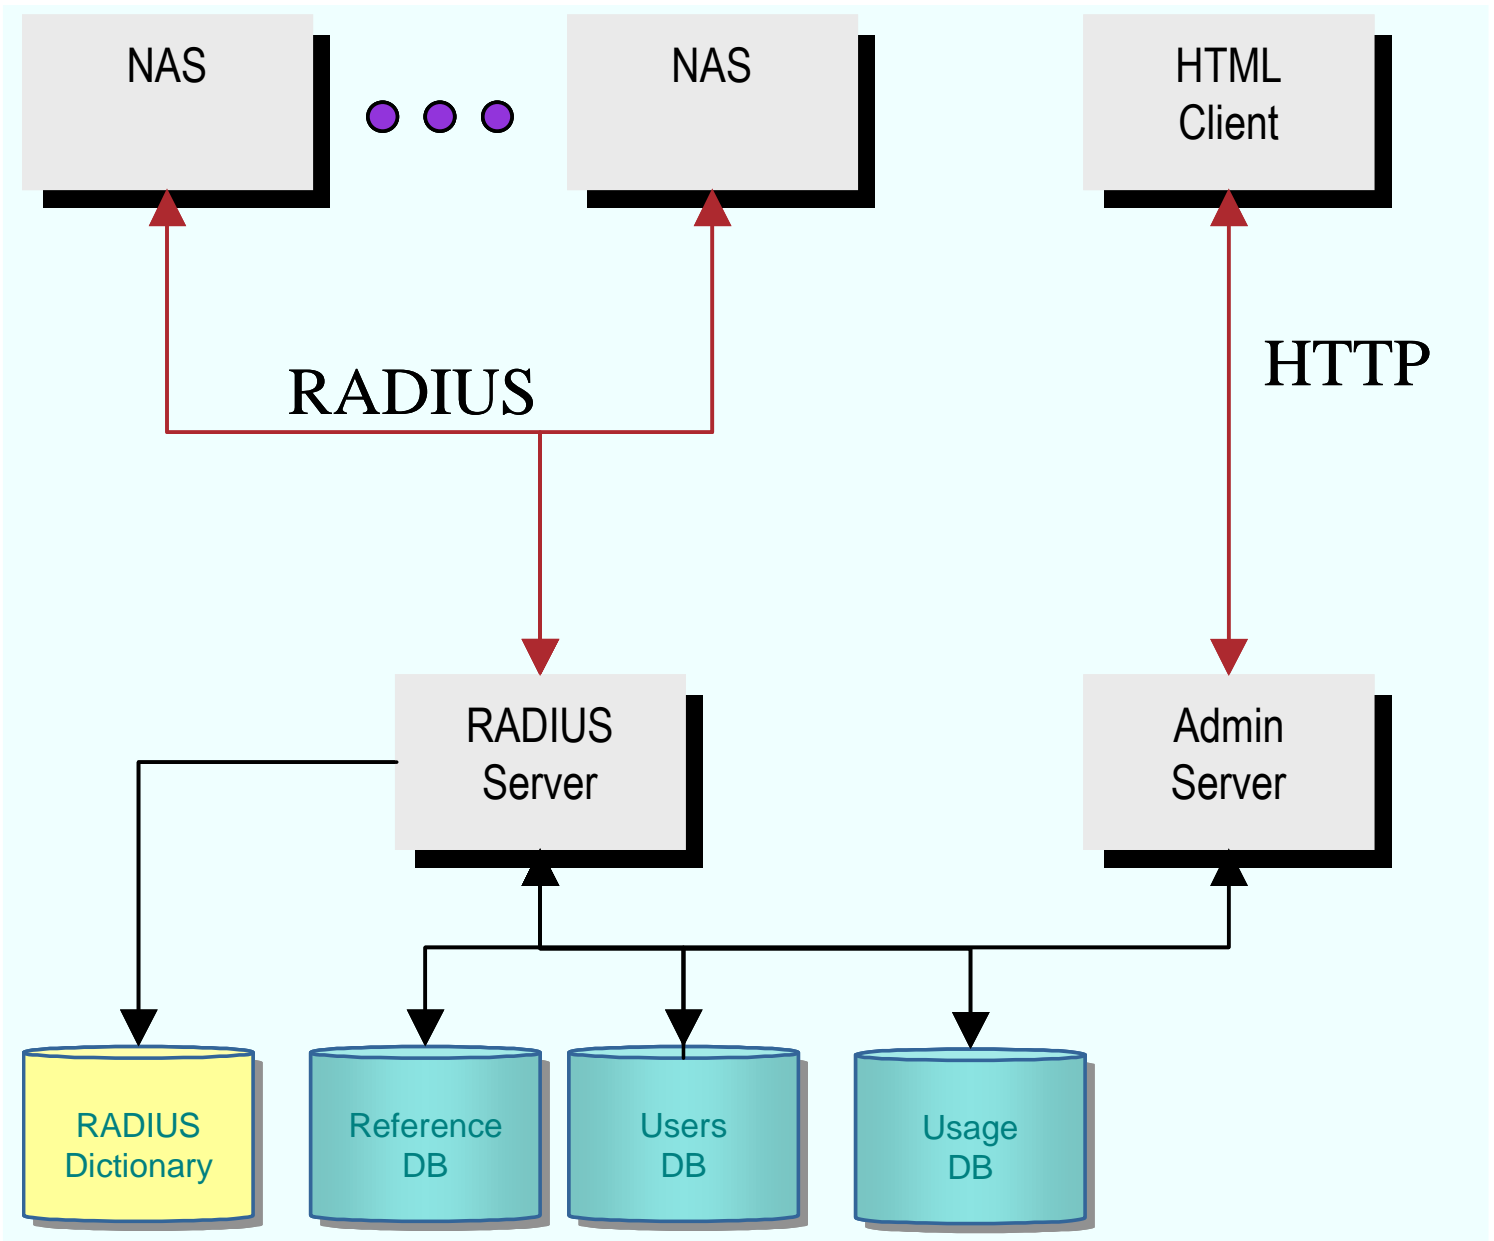 NAS
NAS
HTML
Client
RADIUS
HTTP
RADIUS
Server
Admin
Server
RADIUS
Dictionary
Reference
DB
Users
DB
Usage
DB